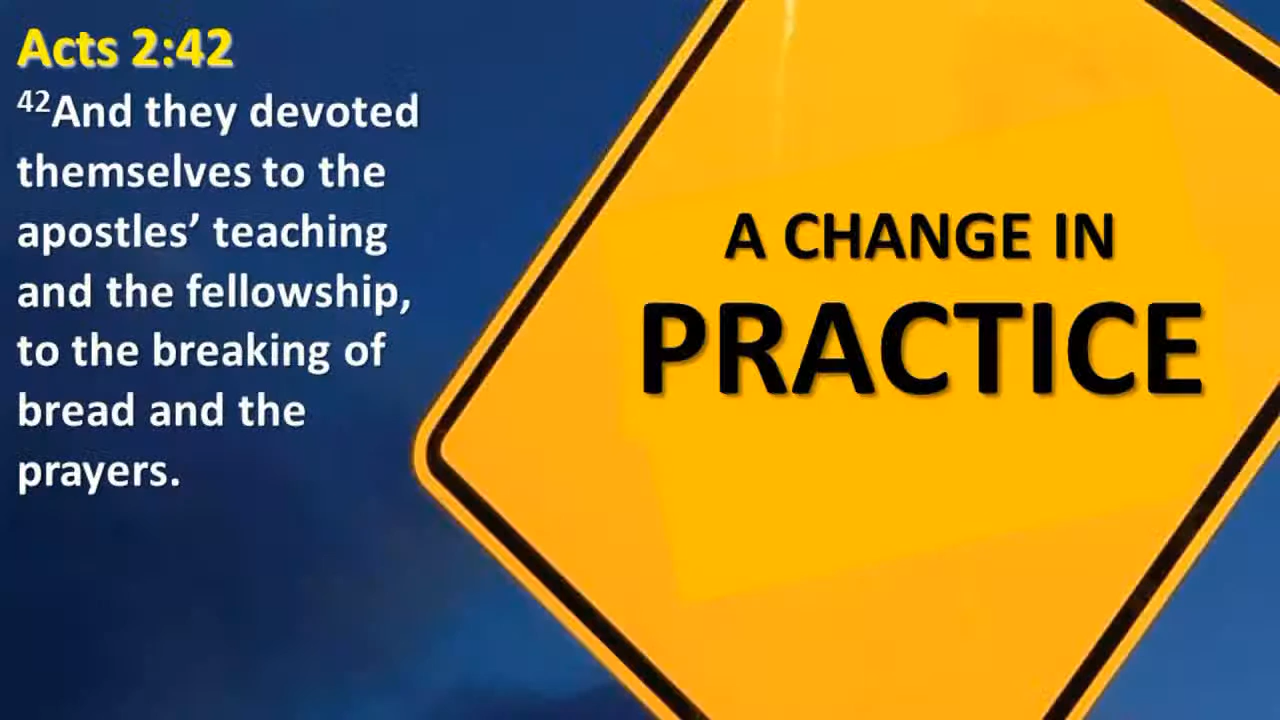 Acts 2:42
42And they devoted
themselves to the
apostles’ teaching
and the fellowship,
to the breaking of
bread and the
prayers.
A CHANGE IN
PRACTICE